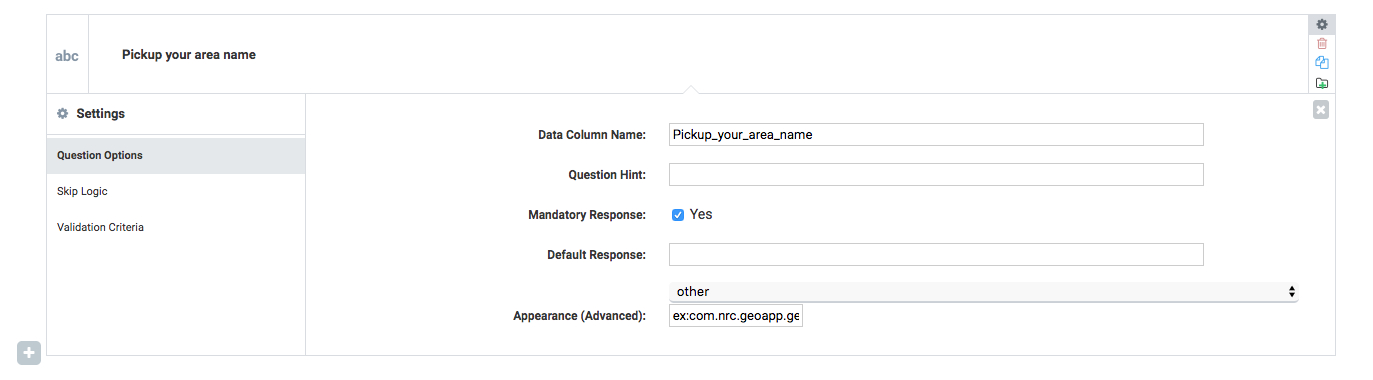 abc
Pickup your area name
Settings
Question Options
Skip Logic
Validation Criteria
Data Column Name: Pickup_your_area_name
Question Hint:
Mandatory Response: Yes
Default Response:
other
Appearance (Advanced): ex:com.nrc.geoapp.ge